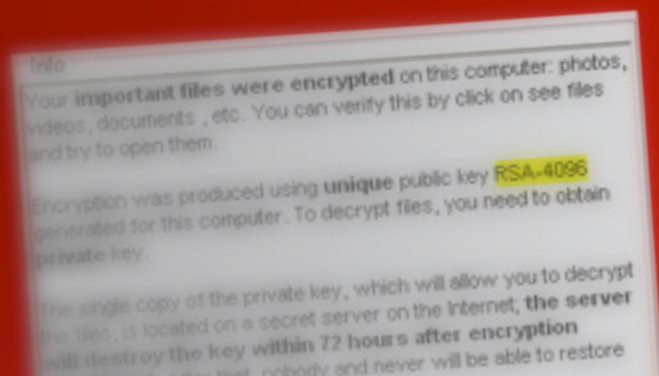 Info
Your important files were encrypted on this computer: photos,
videos, documents , etc. You can verify this by click on see files
and try to open them.
Encryption was produced using unique public key RSA-4096
generated for this computer. To decrypt files, you need to obtain
private key.
The single copy of the private key, which will allow you to decrypt
the files, is located on a secret server on the Internet; the server
will destroy the key within 72 hours after encryption
after that, nobody and never will be able to restore